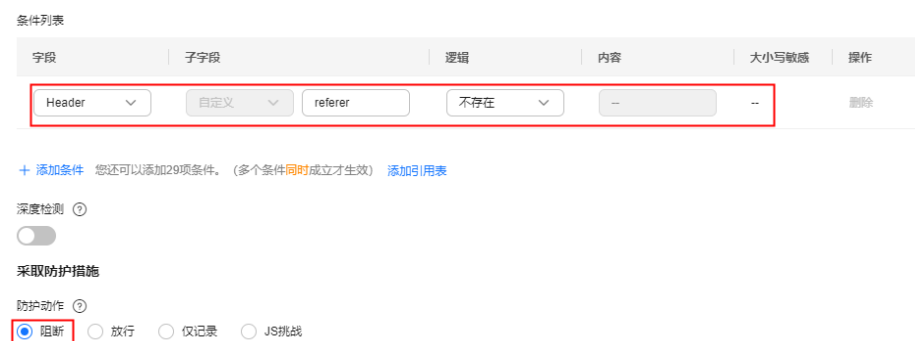 条件列表
字段 子字段 逻辑 内容 大小写敏感 操作
Header 自定义 referer 不存在 -- -- 删除
+ 添加条件 您还可以添加29项条件。(多个条件同时成立才生效) 添加引用表
深度检测 ?
采取防护措施
防护动作 ?
阻断 放行 仅记录 JS挑战